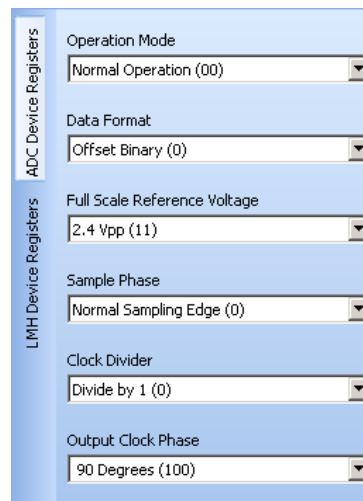 ADC Device Registers
LMH Device Registers
Operation Mode
Normal Operation (00)
Data Format
Offset Binary (0)
Full Scale Reference Voltage
2.4 Vpp (11)
Sample Phase
Normal Sampling Edge (0)
Clock Divider
Divide by 1 (0)
Output Clock Phase
90 Degrees (100)